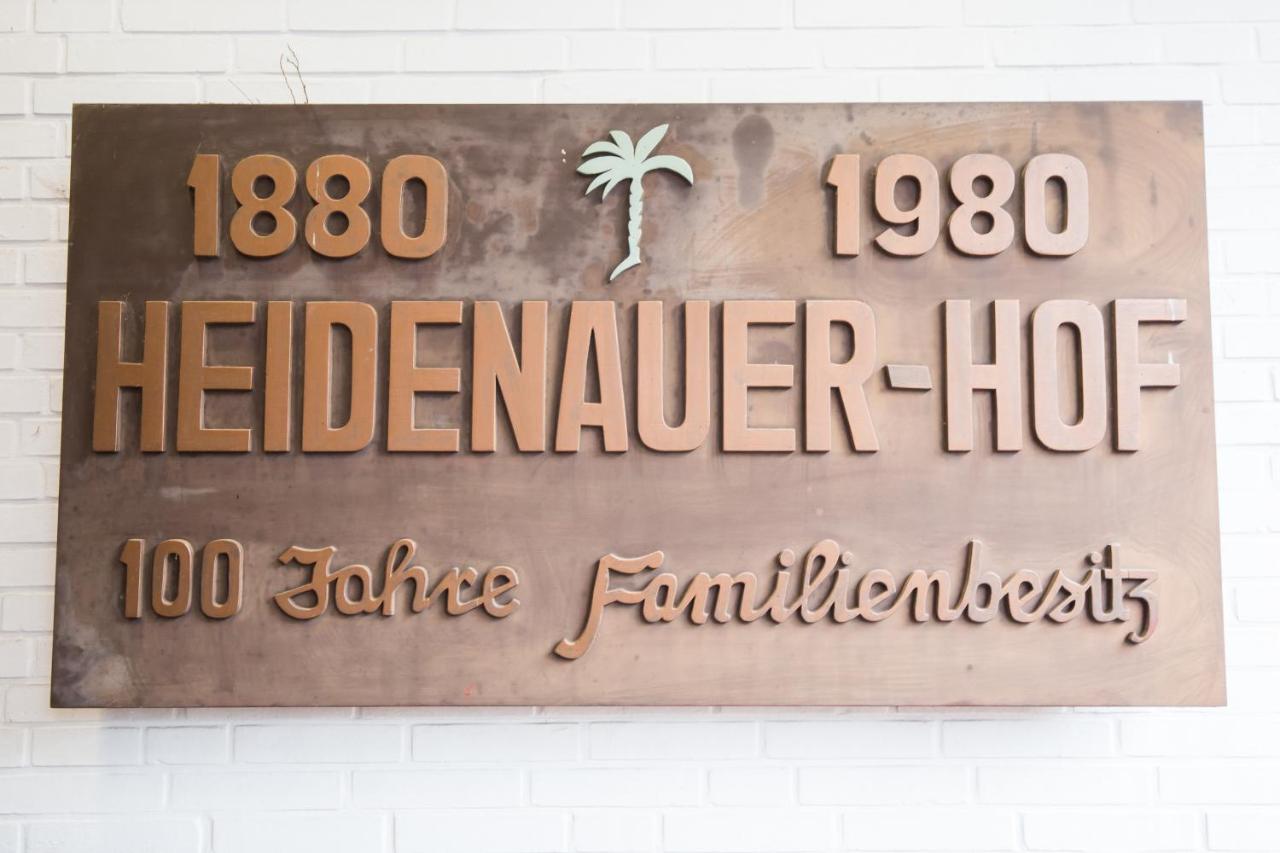 1880 1980
HEIDENAUER-HOF
100 Jahre Familienbesitz